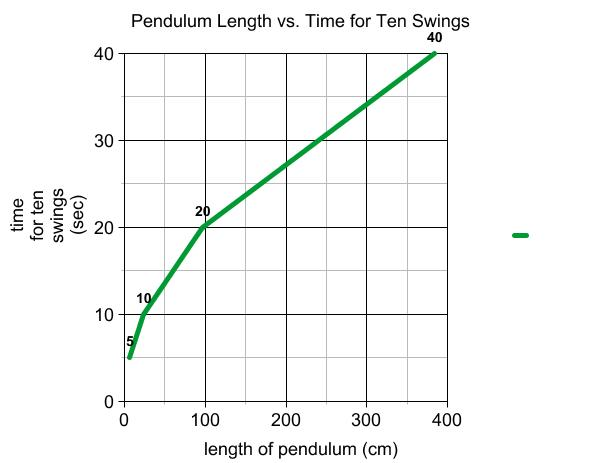 Pendulum Length vs. Time for Ten Swings
40
40
30
20
20
10
10
5
0
time
for ten
swings
(sec)
0 100 200 300 400
length of pendulum (cm)